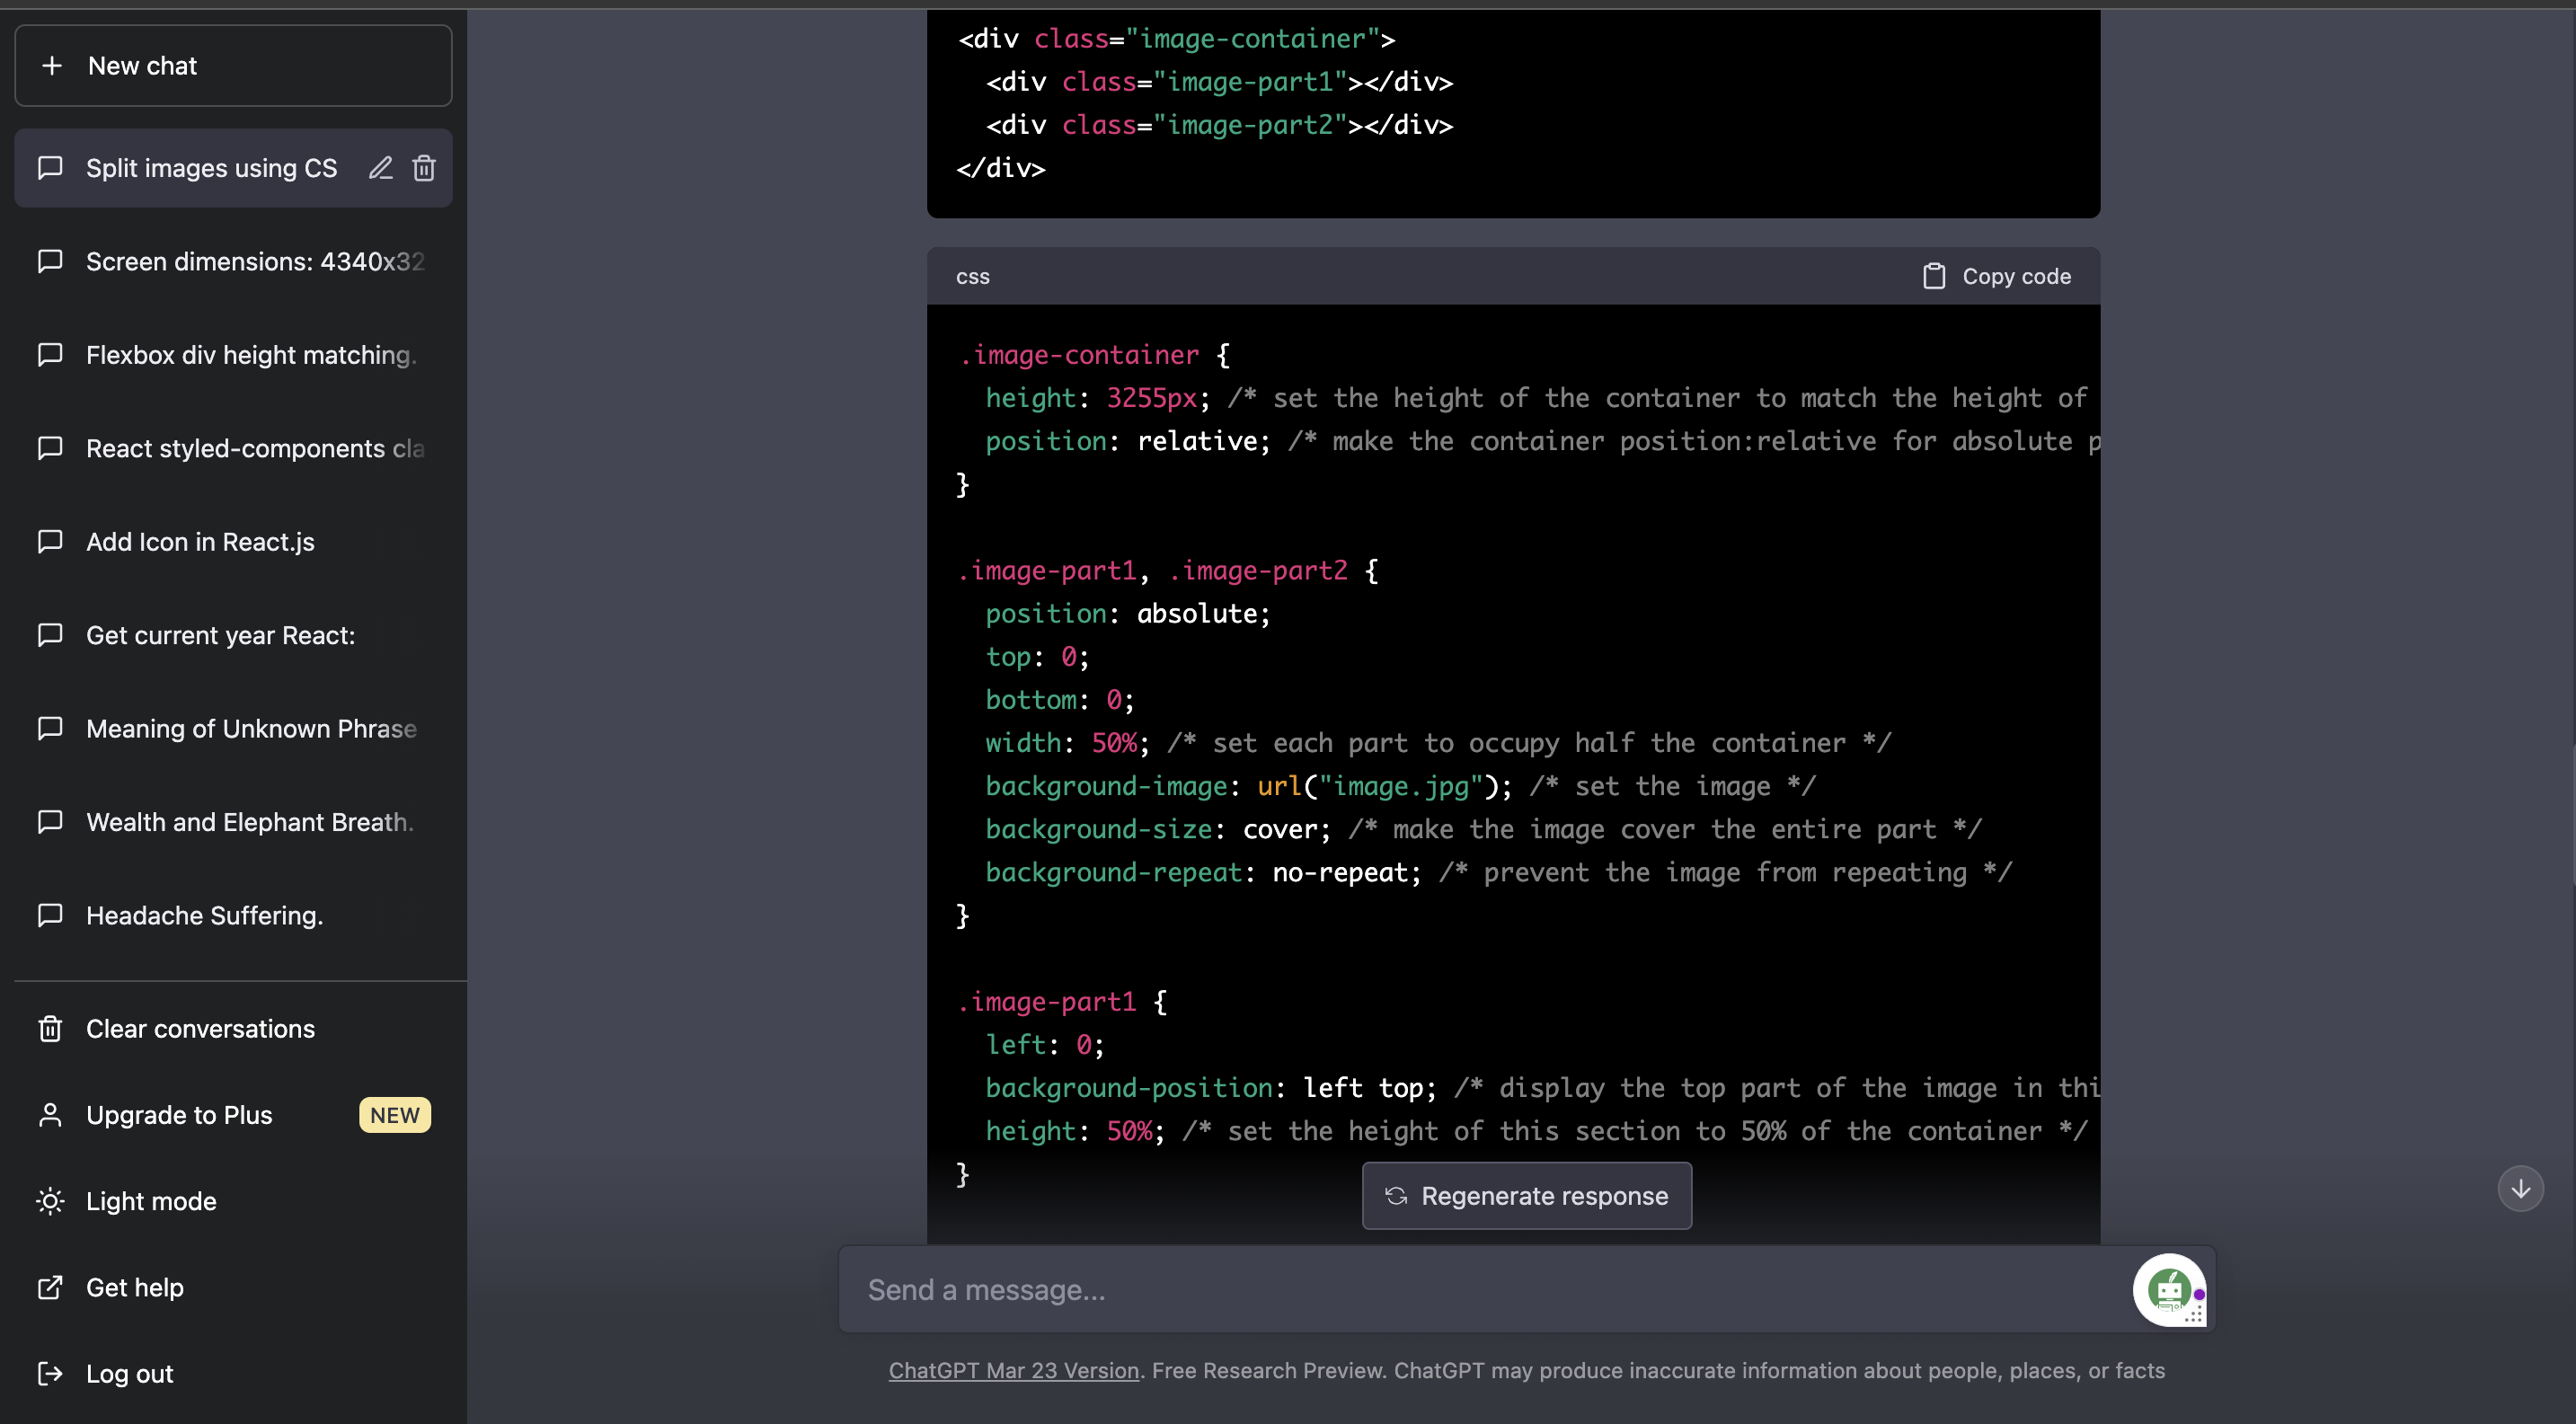 New chat
Split images using CS
Screen dimensions: 4340x32
Flexbox div height matching.
React styled-components cla
Add Icon in React.js
Get current year React:
Meaning of Unknown Phrase
Wealth and Elephant Breath.
Headache Suffering.
Clear conversations
Upgrade to Plus NEW
Light mode
Get help
Log out
<div class="image-container">
  <div class="image-part1"></div>
  <div class="image-part2"></div>
</div>
css Copy code
.image-container {
  height: 3255px; /* set the height of the container to match the height of
  position: relative; /* make the container position:relative for absolute p
}
.image-part1, .image-part2 {
  position: absolute;
  top: 0;
  bottom: 0;
  width: 50%; /* set each part to occupy half the container */
  background-image: url("image.jpg"); /* set the image */
  background-size: cover; /* make the image cover the entire part */
  background-repeat: no-repeat; /* prevent the image from repeating */
}
.image-part1 {
  left: 0;
  background-position: left top; /* display the top part of the image in thi
  height: 50%; /* set the height of this section to 50% of the container */
}
Regenerate response
Send a message...
ChatGPT Mar 23 Version. Free Research Preview. ChatGPT may produce inaccurate information about people, places, or facts